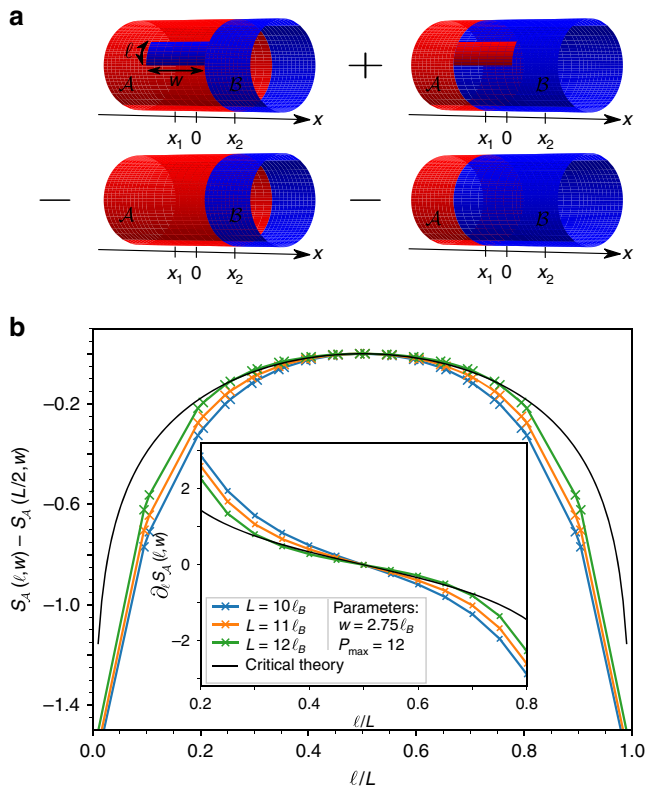 a
ℓ
w
𝒜
ℬ
x
x₁ 0 x₂
+
𝒜
ℬ
x
x₁ 0 x₂
−
𝒜
ℬ
x
x₁ 0 x₂
−
𝒜
ℬ
x
x₁ 0 x₂
b
S𝒜(ℓ,w) − S𝒜(L/2,w)
−0.2
−0.6
−1.0
−1.4
∂ℓS𝒜(ℓ,w)
2
0
−2
L = 10ℓB
L = 11ℓB
L = 12ℓB
Critical theory
Parameters:
w = 2.75ℓB
Pmax = 12
0.2 0.4 0.6 0.8
ℓ/L
0.0 0.2 0.4 0.6 0.8 1.0
ℓ/L